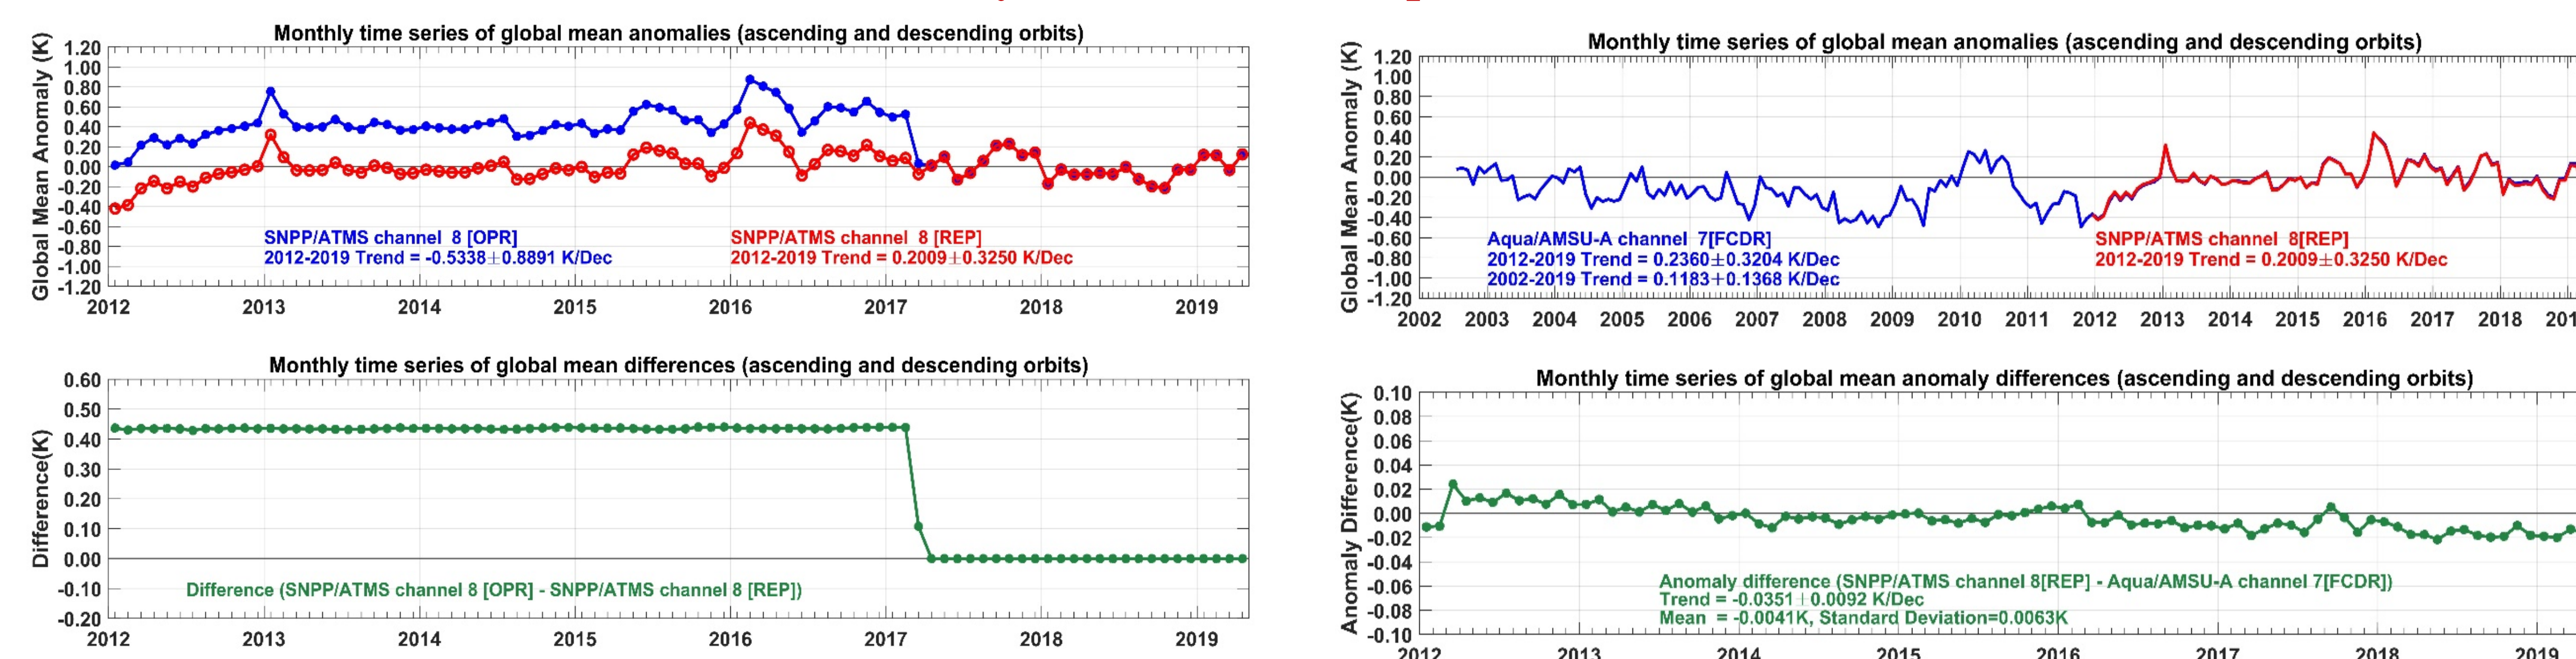 Monthly time series of global mean anomalies (ascending and descending orbits)
Global Mean Anomaly (K)
1.20
1.00
0.80
0.60
0.40
0.20
0.00
-0.20
-0.40
-0.60
-0.80
-1.00
-1.20
SNPP/ATMS channel 8 [OPR]
2012-2019 Trend = -0.5338±0.8891 K/Dec
SNPP/ATMS channel 8 [REP]
2012-2019 Trend = 0.2009±0.3250 K/Dec
2012 2013 2014 2015 2016 2017 2018 2019
Monthly time series of global mean differences (ascending and descending orbits)
Difference(K)
0.60
0.50
0.40
0.30
0.20
0.10
0.00
-0.10
-0.20
Difference (SNPP/ATMS channel 8 [OPR] - SNPP/ATMS channel 8 [REP])
2012 2013 2014 2015 2016 2017 2018 2019
Monthly time series of global mean anomalies (ascending and descending orbits)
Global Mean Anomaly (K)
1.20
1.00
0.80
0.60
0.40
0.20
0.00
-0.20
-0.40
-0.60
-0.80
-1.00
-1.20
Aqua/AMSU-A channel 7[FCDR]
2012-2019 Trend = 0.2360±0.3204 K/Dec
2002-2019 Trend = 0.1183±0.1368 K/Dec
SNPP/ATMS channel 8[REP]
2012-2019 Trend = 0.2009±0.3250 K/Dec
2002 2003 2004 2005 2006 2007 2008 2009 2010 2011 2012 2013 2014 2015 2016 2017 2018 201
Monthly time series of global mean anomaly differences (ascending and descending orbits)
Anomaly Difference(K)
0.10
0.08
0.06
0.04
0.02
0.00
-0.02
-0.04
-0.06
-0.08
-0.10
Anomaly difference (SNPP/ATMS channel 8[REP] - Aqua/AMSU-A channel 7[FCDR])
Trend = -0.0351±0.0092 K/Dec
Mean = -0.0041K, Standard Deviation=0.0063K
2012 2013 2014 2015 2016 2017 2018 2019